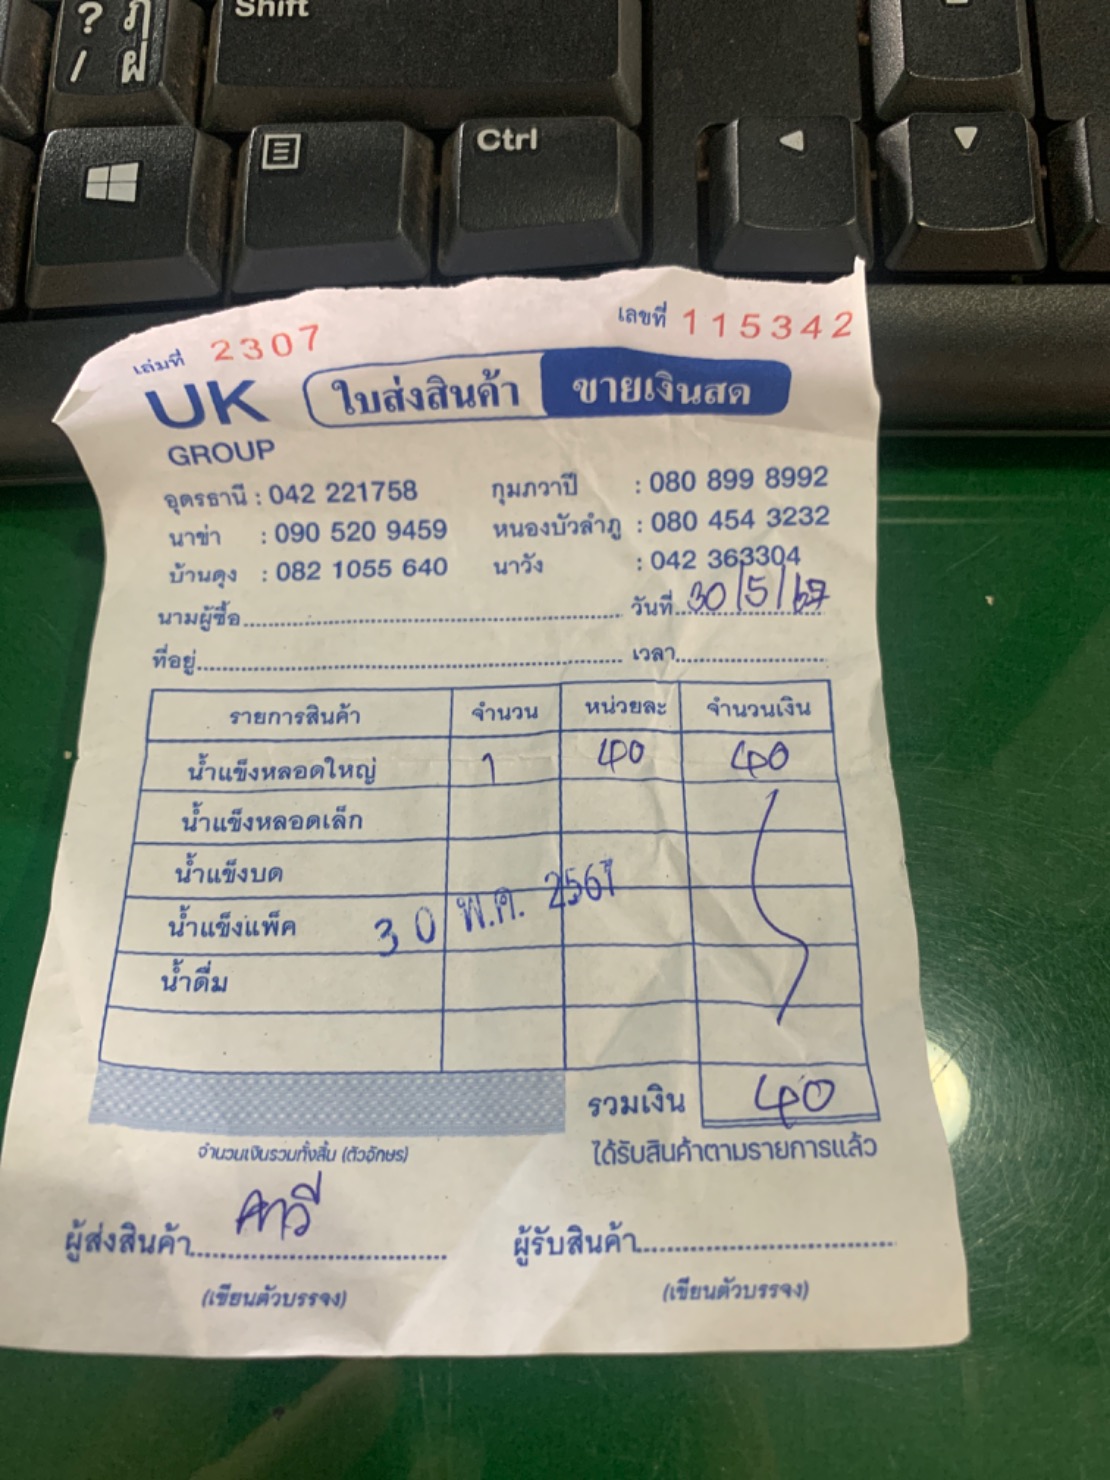 ? ฦ
/ ฝ
Shift
Ctrl
เล่มที่ 2307
เลขที่ 115342
UK
GROUP
ใบส่งสินค้า ขายเงินสด
อุดรธานี : 042 221758 กุมภวาปี : 080 899 8992
นาข่า : 090 520 9459 หนองบัวลำภู : 080 454 3232
บ้านดุง : 082 1055 640 นาวัง : 042 363304
นามผู้ซื้อ วันที่ 30/5/67
ที่อยู่ เวลา
รายการสินค้า จำนวน หน่วยละ จำนวนเงิน
น้ำแข็งหลอดใหญ่ 1 40 40
น้ำแข็งหลอดเล็ก
น้ำแข็งบด
น้ำแข็งแพ็ค
30 พ.ค. 2567
น้ำดื่ม
รวมเงิน 40
จำนวนเงินรวมทั้งสิ้น (ตัวอักษร)
ได้รับสินค้าตามรายการแล้ว
ผู้ส่งสินค้า ผู้รับสินค้า
(เขียนตัวบรรจง) (เขียนตัวบรรจง)